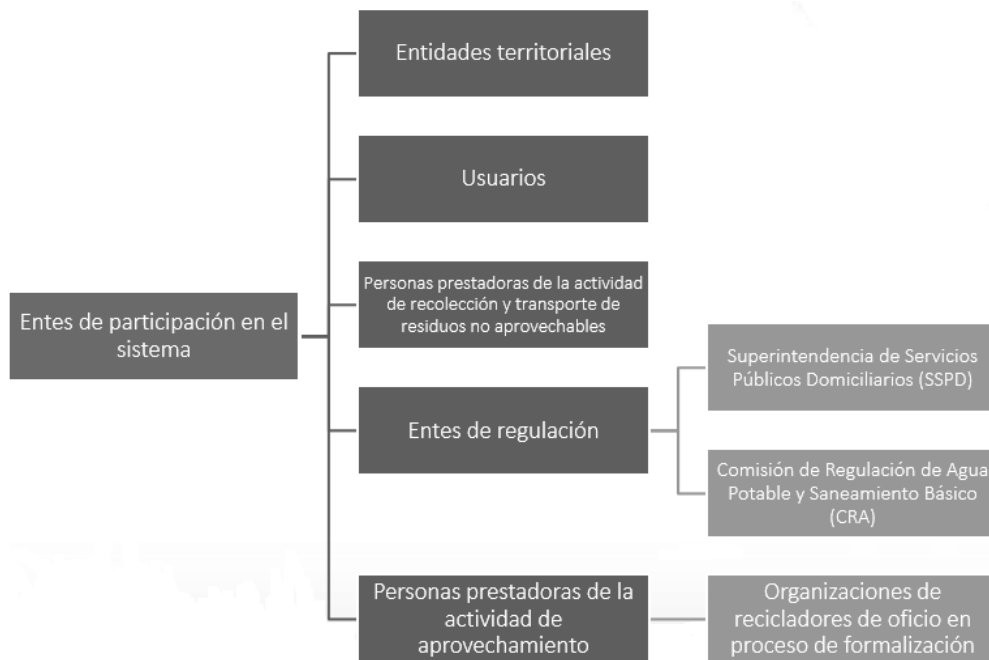 Entidades territoriales
Usuarios
Personas prestadoras de la actividad
de recolección y transporte de
residuos no aprovechables
Entes de participación en el
sistema
Superintendencia de Servicios
Públicos Domiciliarios (SSPD)
Entes de regulación
Comisión de Regulación de Agua
Potable y Saneamiento Básico
(CRA)
Personas prestadoras de la
actividad de
aprovechamiento
Organizaciones de
recicladores de oficio en
proceso de formalización